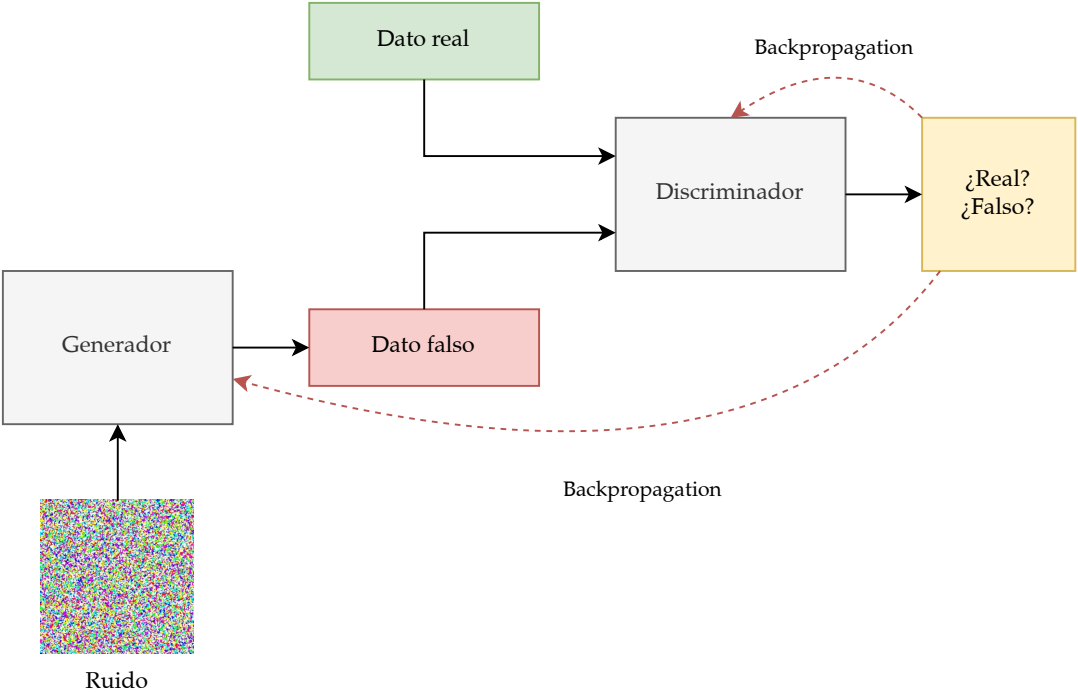 Dato real
Backpropagation
Discriminador
¿Real?
¿Falso?
Generador
Dato falso
Backpropagation
Ruido